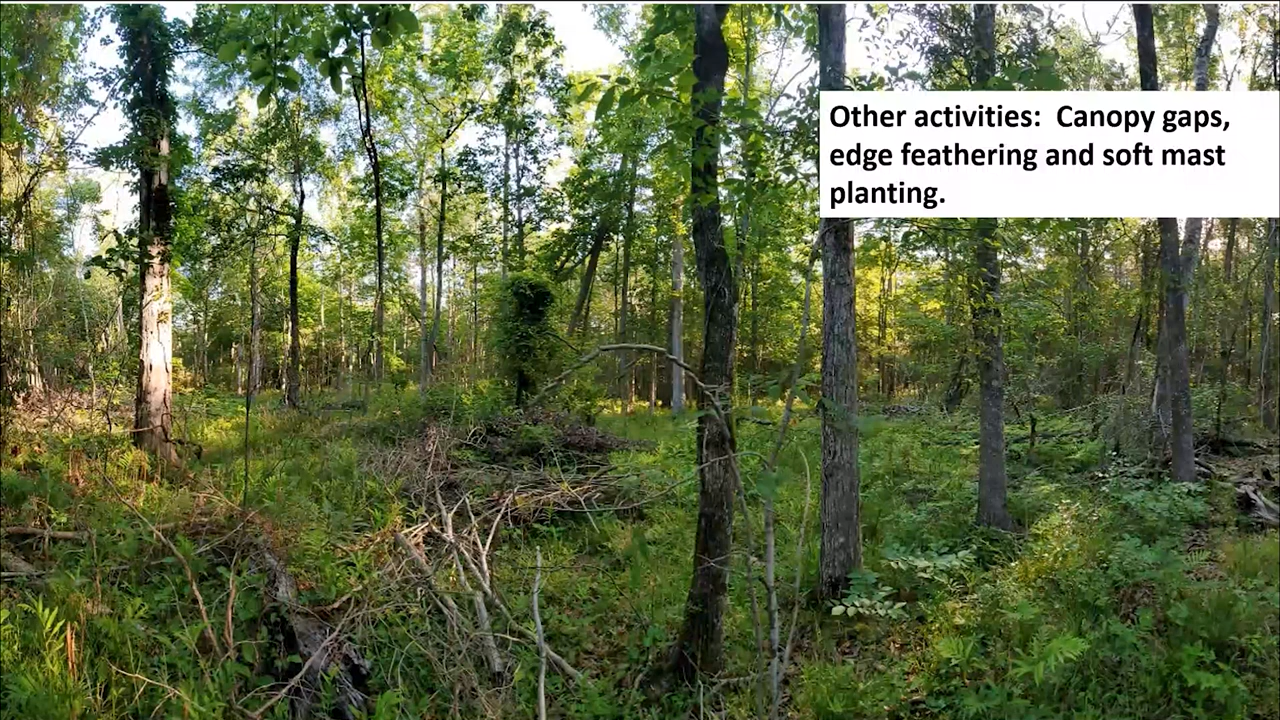 Other activities:  Canopy gaps,
edge feathering and soft mast
planting.